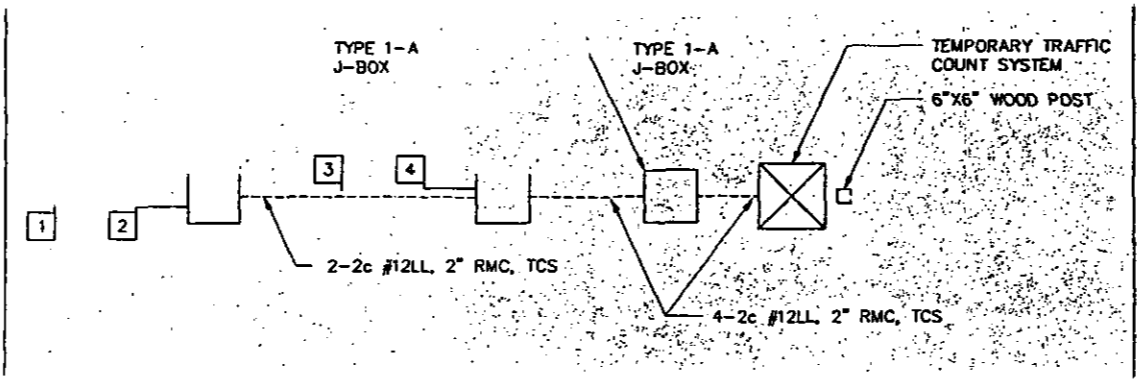 TYPE 1-A
J-BOX
TYPE 1-A
J-BOX
TEMPORARY TRAFFIC
COUNT SYSTEM
6"X6" WOOD POST
3
4
1
2
2-2c #12LL, 2" RMC, TCS
4-2c #12LL, 2" RMC, TCS